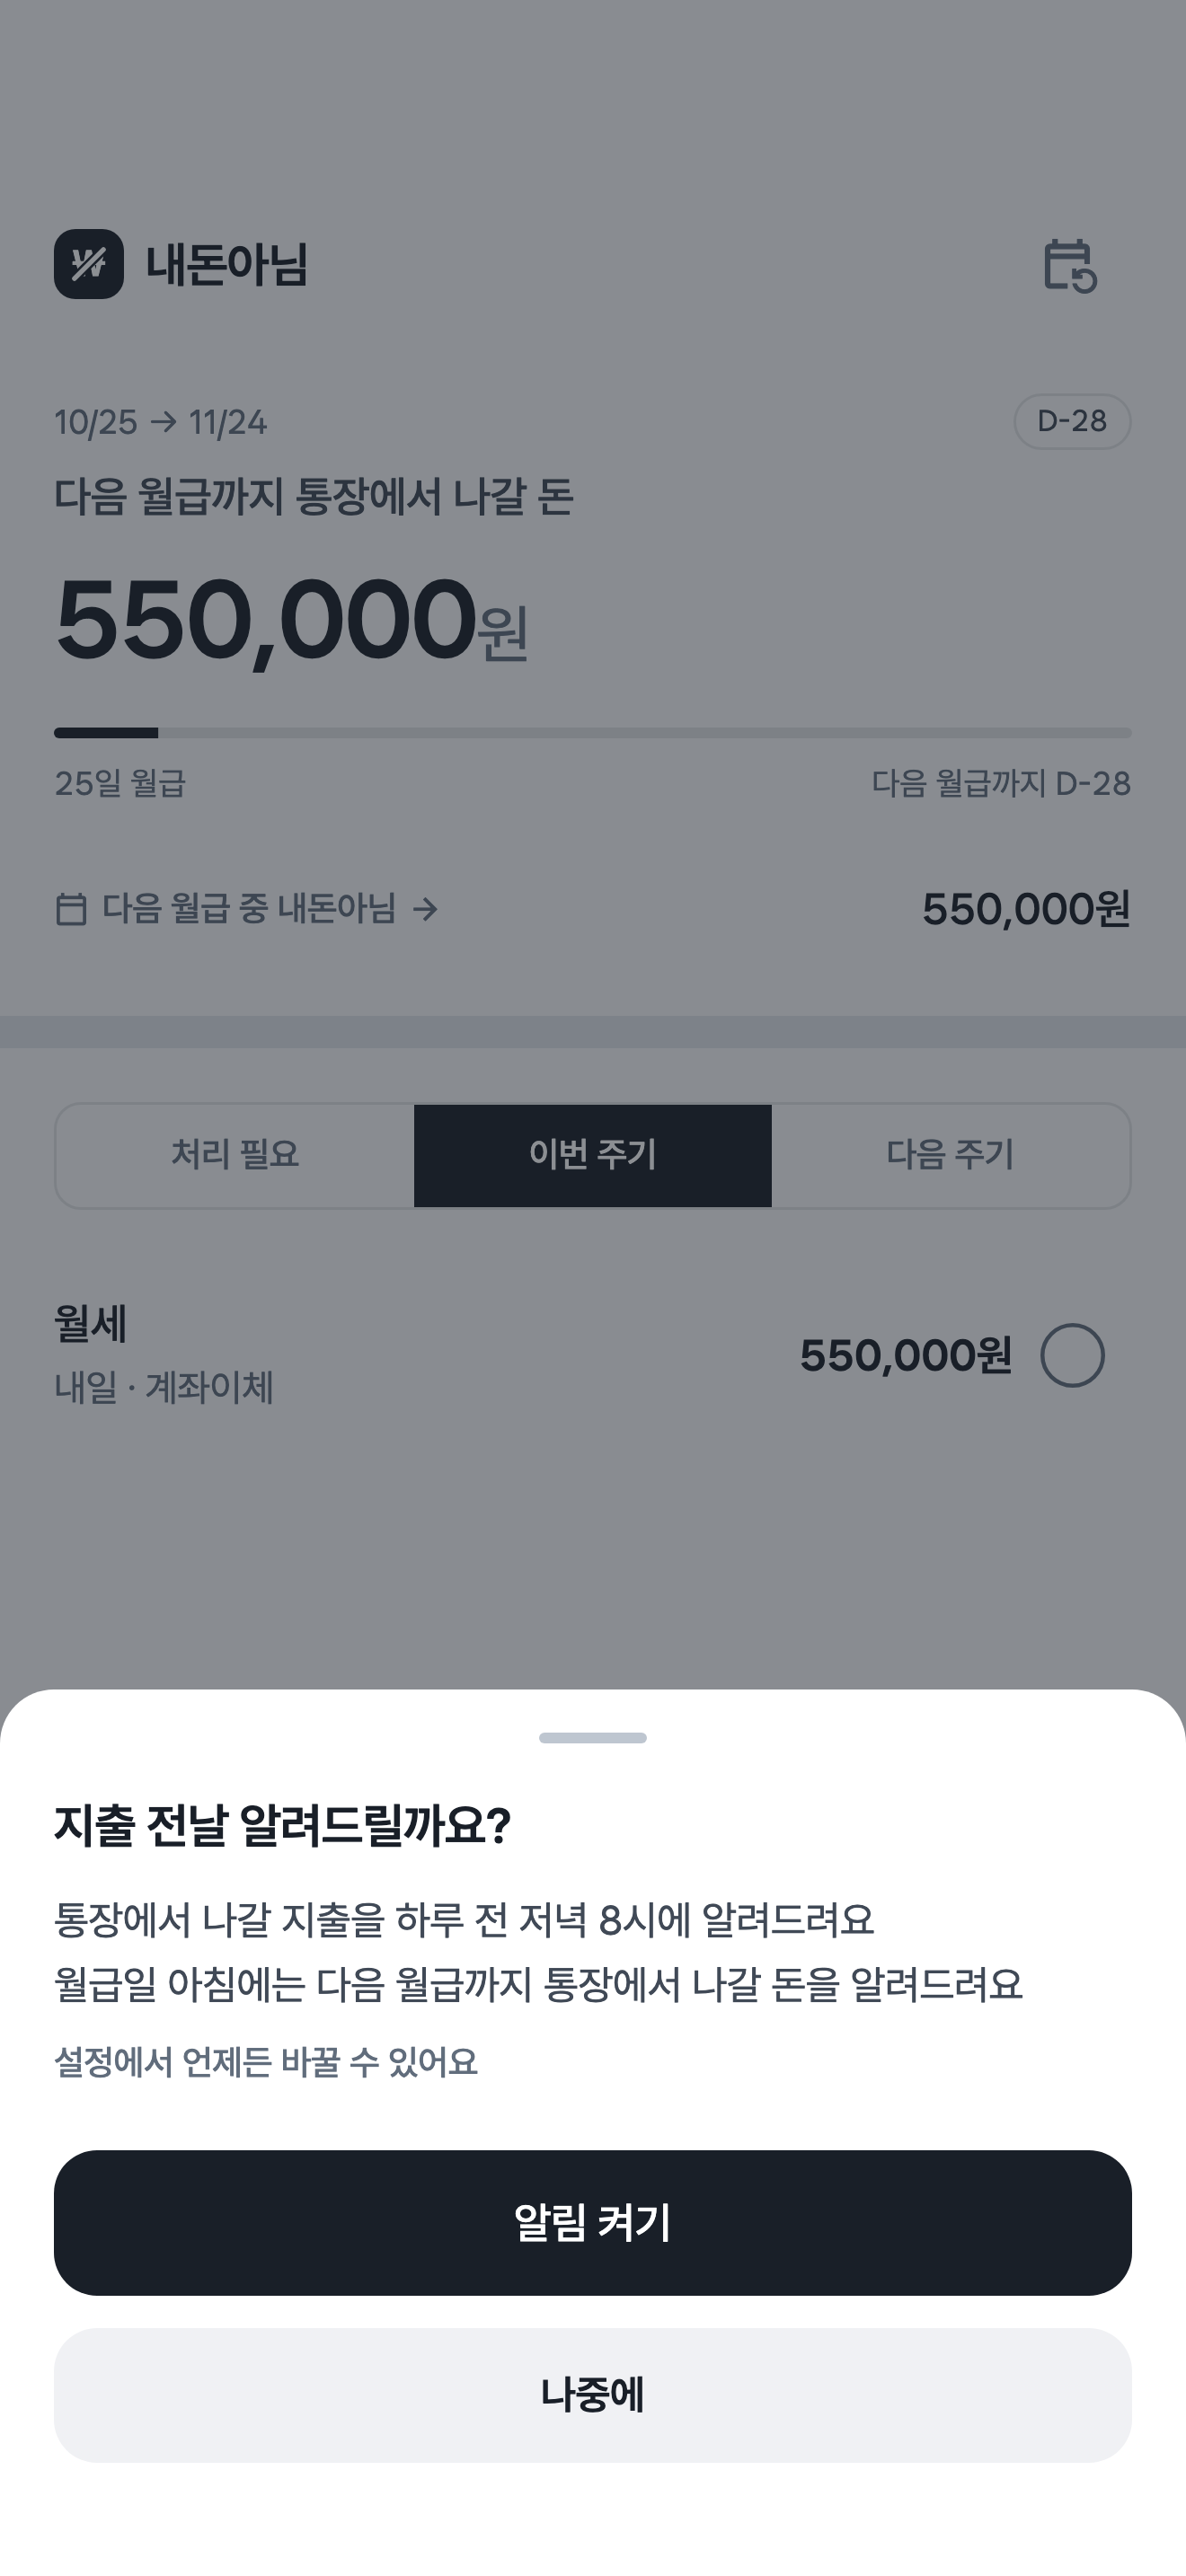 내돈아님
10/25 → 11/24
D-28
다음 월급까지 통장에서 나갈 돈
550,000원
25일 월급
다음 월급까지 D-28
다음 월급 중 내돈아님 →
550,000원
처리 필요
이번 주기
다음 주기
월세
550,000원
내일 · 계좌이체
지출 전날 알려드릴까요?
통장에서 나갈 지출을 하루 전 저녁 8시에 알려드려요
월급일 아침에는 다음 월급까지 통장에서 나갈 돈을 알려드려요
설정에서 언제든 바꿀 수 있어요
알림 켜기
나중에